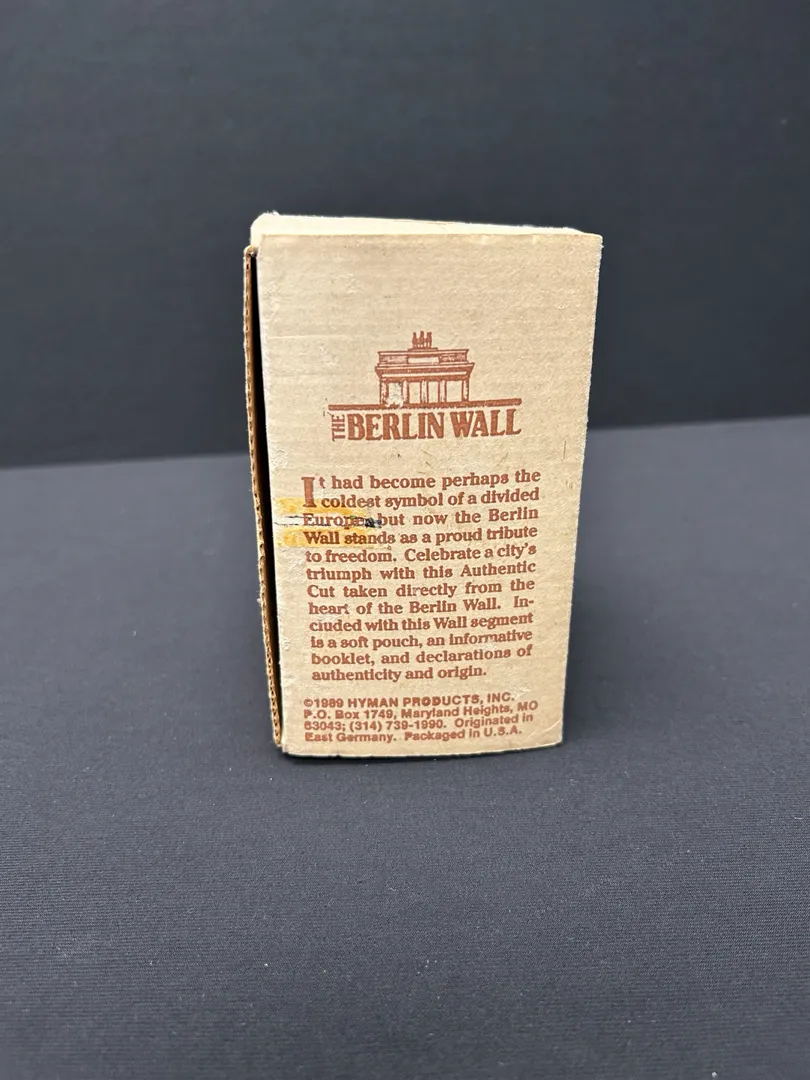 THE BERLIN WALL
It had become perhaps the
coldest symbol of a divided
Europe, but now the Berlin
Wall stands as a proud tribute
to freedom. Celebrate a city's
triumph with this Authentic
Cut taken directly from the
heart of the Berlin Wall. In-
cluded with this Wall segment
is a soft pouch, an informative
booklet, and declarations of
authenticity and origin.
©1989 HYMAN PRODUCTS, INC.
P.O. Box 1749, Maryland Heights, MO
63043; (314) 739-1990. Originated in
East Germany. Packaged in U.S.A.